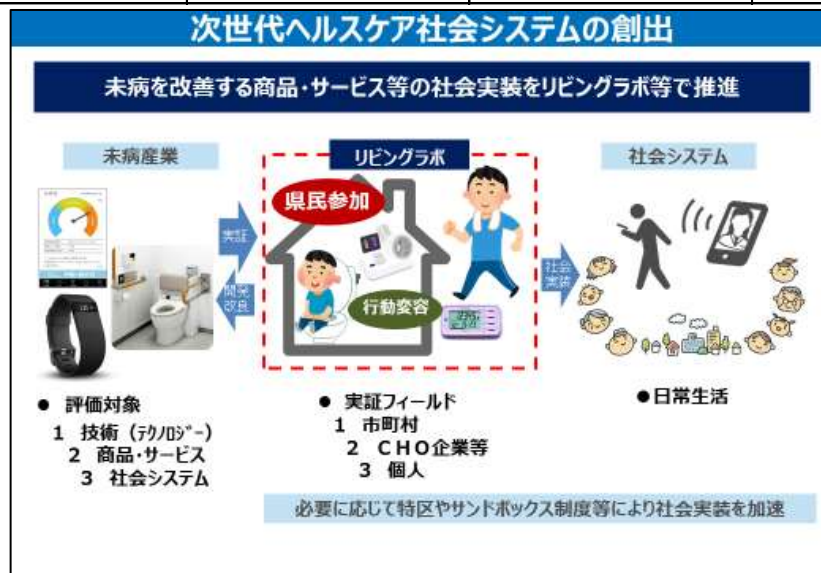 次世代ヘルスケア社会システムの創出
未病を改善する商品・サービス等の社会実装をリビングラボ等で推進
未病産業
リビングラボ
社会システム
県民参加
実証
開発
改良
行動変容
社会
実装
● 評価対象
1 技術（ﾃｸﾉﾛｼﾞｰ）
2 商品・サービス
3 社会システム
● 実証フィールド
1 市町村
2 CHO企業等
3 個人
●日常生活
必要に応じて特区やサンドボックス制度等により社会実装を加速